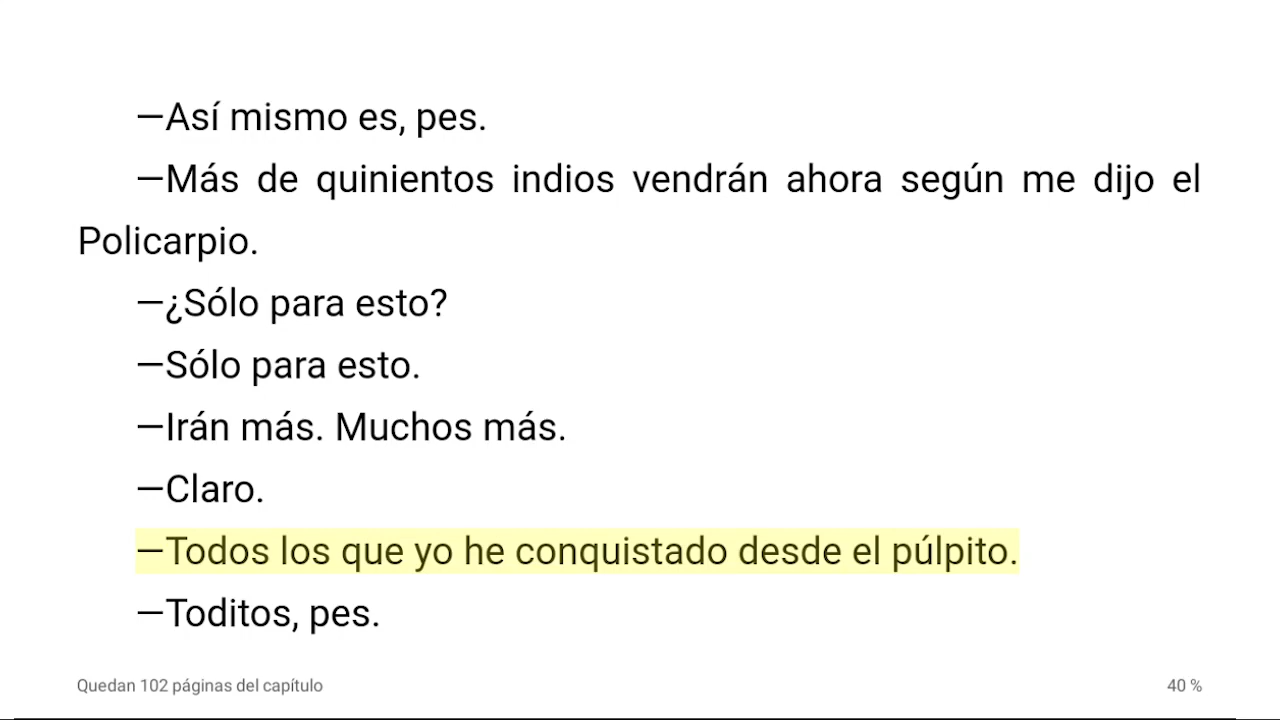 —Así mismo es, pes.
—Más de quinientos indios vendrán ahora según me dijo el
Policarpio.
—¿Sólo para esto?
—Sólo para esto.
—Irán más. Muchos más.
—Claro.
—Todos los que yo he conquistado desde el púlpito.
—Toditos, pes.
Quedan 102 páginas del capítulo
40 %